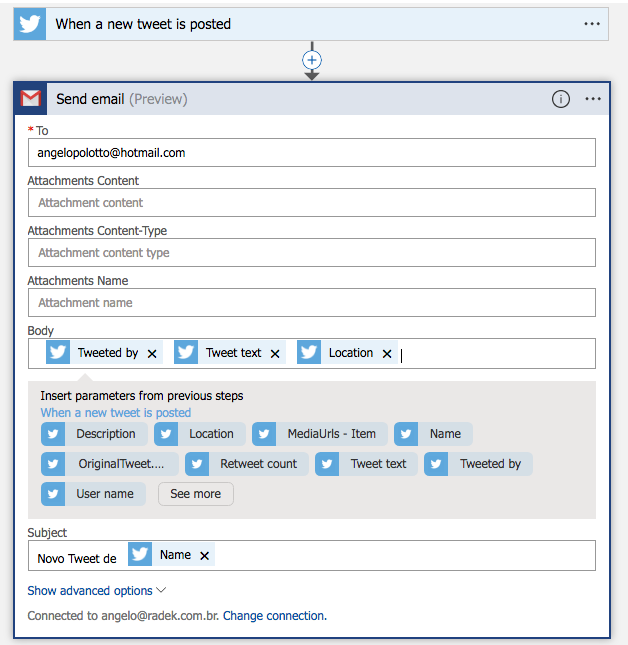 When a new tweet is posted
Send email (Preview)
* To
angelopolotto@hotmail.com
Attachments Content
Attachment content
Attachments Content-Type
Attachment content type
Attachments Name
Attachment name
Body
Tweeted by × Tweet text × Location ×
Insert parameters from previous steps
When a new tweet is posted
Description Location MediaUrls - Item Name
OriginalTweet.... Retweet count Tweet text Tweeted by
User name See more
Subject
Novo Tweet de Name ×
Show advanced options
Connected to angelo@radek.com.br. Change connection.